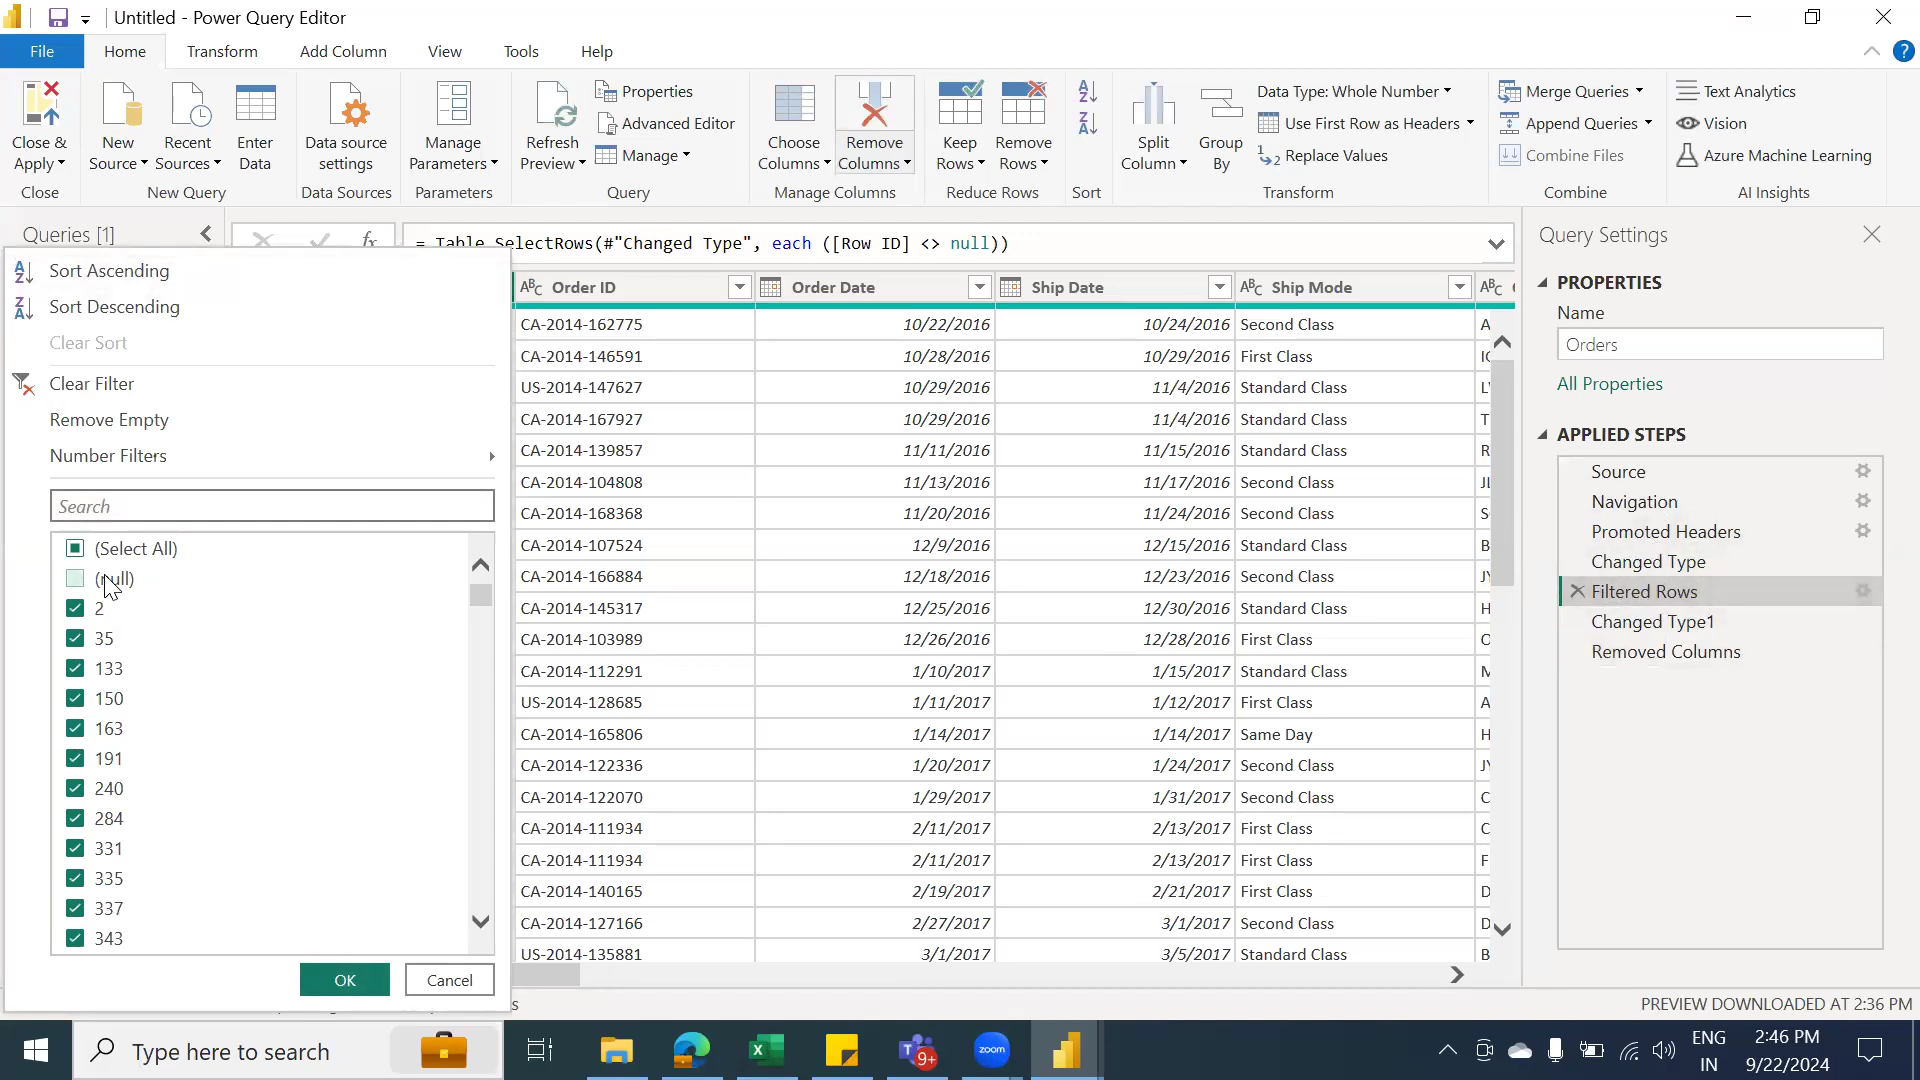 Untitled - Power Query Editor
File
Home
Transform
Add Column
View
Tools
Help
Close &
Apply
Close
New
Source
Recent
Sources
Enter
Data
New Query
Data source
settings
Data Sources
Manage
Parameters
Parameters
Refresh
Preview
Properties
Advanced Editor
Manage
Query
Choose
Columns
Remove
Columns
Manage Columns
Keep
Rows
Remove
Rows
Reduce Rows
Sort
Split
Column
Group
By
Data Type: Whole Number
Use First Row as Headers
Replace Values
Transform
Merge Queries
Append Queries
Combine Files
Combine
Text Analytics
Vision
Azure Machine Learning
AI Insights
Queries [1]
fx
= Table.SelectRows(#"Changed Type", each ([Row ID] <> null))
Sort Ascending
Sort Descending
Clear Sort
Clear Filter
Remove Empty
Number Filters
Search
(Select All)
(null)
2
35
133
150
163
191
240
284
331
335
337
343
OK
Cancel
Order ID Order Date Ship Date Ship Mode
CA-2014-162775 10/22/2016 10/24/2016 Second Class A
CA-2014-146591 10/28/2016 10/29/2016 First Class
US-2014-147627 10/29/2016 11/4/2016 Standard Class
CA-2014-167927 10/29/2016 11/4/2016 Standard Class T
CA-2014-139857 11/11/2016 11/15/2016 Standard Class R
CA-2014-104808 11/13/2016 11/17/2016 Second Class
CA-2014-168368 11/20/2016 11/24/2016 Second Class
CA-2014-107524 12/9/2016 12/15/2016 Standard Class B
CA-2014-166884 12/18/2016 12/23/2016 Second Class
CA-2014-145317 12/25/2016 12/30/2016 Standard Class H
CA-2014-103989 12/26/2016 12/28/2016 First Class
CA-2014-112291 1/10/2017 1/15/2017 Standard Class
US-2014-128685 1/11/2017 1/12/2017 First Class A
CA-2014-165806 1/14/2017 1/14/2017 Same Day H
CA-2014-122336 1/20/2017 1/24/2017 Second Class
CA-2014-122070 1/29/2017 1/31/2017 Second Class C
CA-2014-111934 2/11/2017 2/13/2017 First Class C
CA-2014-111934 2/11/2017 2/13/2017 First Class F
CA-2014-140165 2/19/2017 2/21/2017 First Class D
CA-2014-127166 2/27/2017 3/1/2017 Second Class D
US-2014-135881 3/1/2017 3/5/2017 Standard Class B
Query Settings
PROPERTIES
Name
Orders
All Properties
APPLIED STEPS
Source
Navigation
Promoted Headers
Changed Type
Filtered Rows
Changed Type1
Removed Columns
PREVIEW DOWNLOADED AT 2:36 PM
Type here to search
9+
zoom
ENG
IN
2:46 PM
9/22/2024